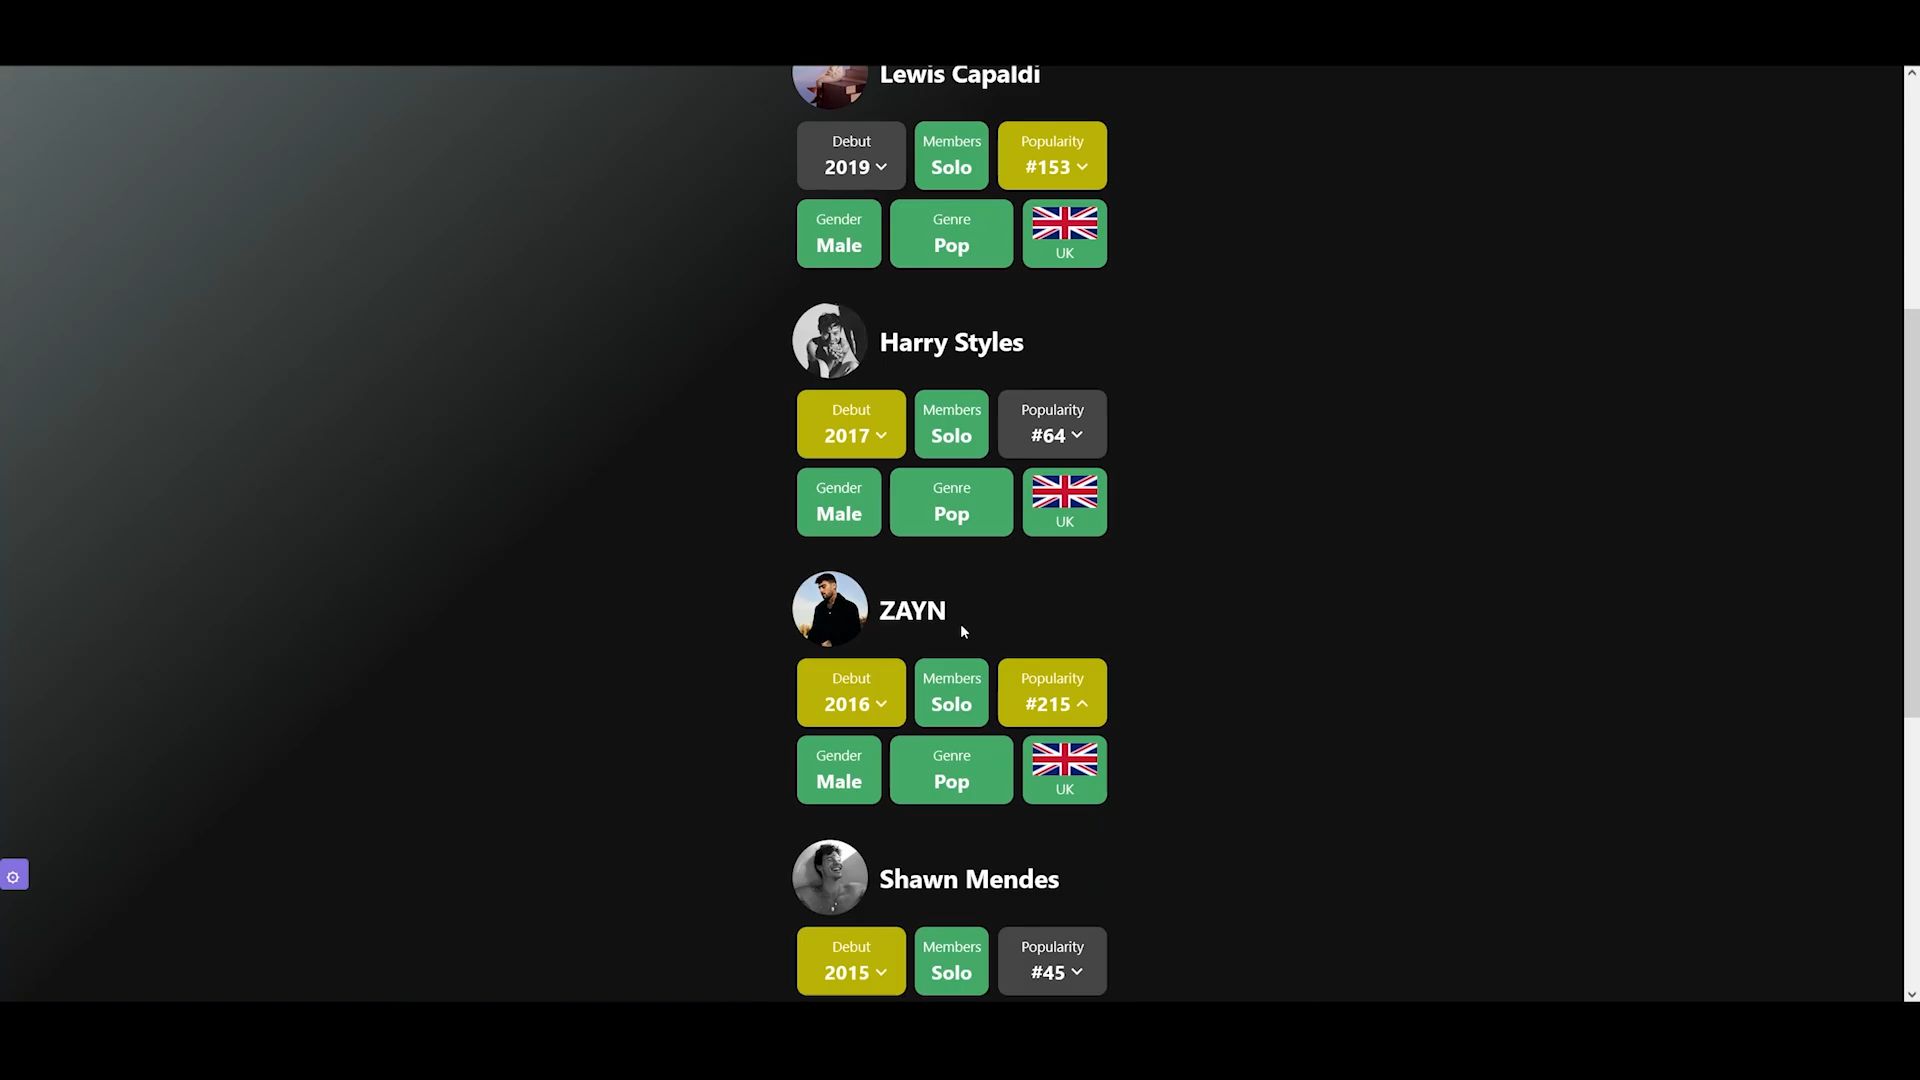 Lewis Capaldi
Debut Members Popularity
2019 Solo #153
Gender Genre
Male Pop UK
Harry Styles
Debut Members Popularity
2017 Solo #64
Gender Genre
Male Pop UK
ZAYN
Debut Members Popularity
2016 Solo #215
Gender Genre
Male Pop UK
Shawn Mendes
Debut Members Popularity
2015 Solo #45